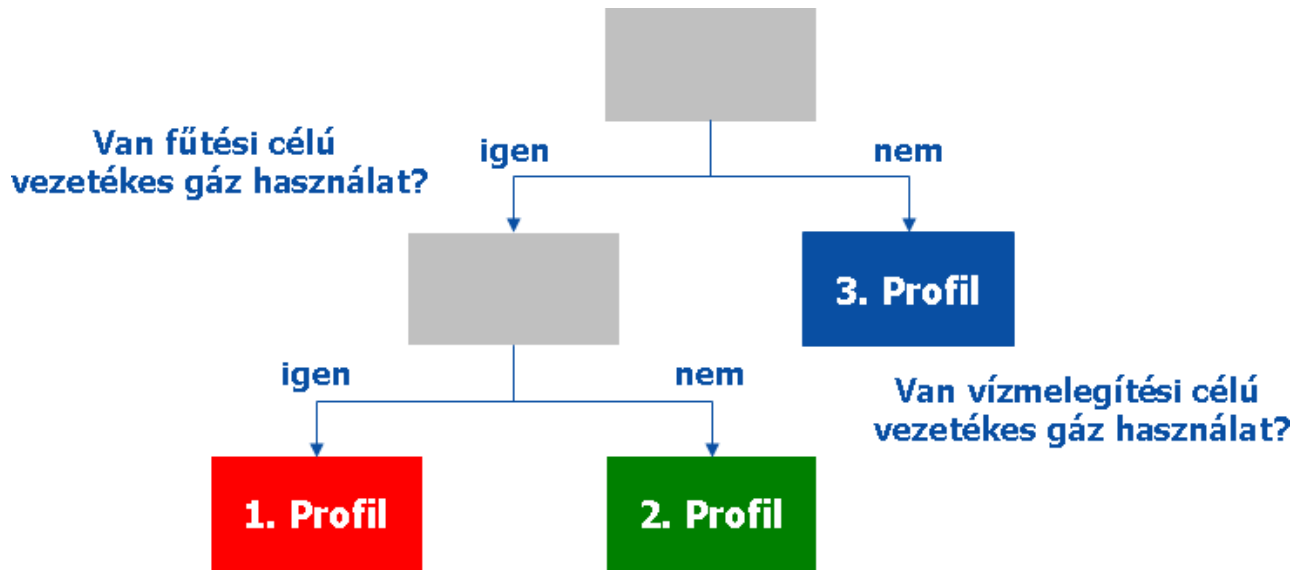 Van fűtési célú
vezetékes gáz használat?
igen
nem
3. Profil
igen
nem
Van vízmelegítési célú
vezetékes gáz használat?
1. Profil
2. Profil